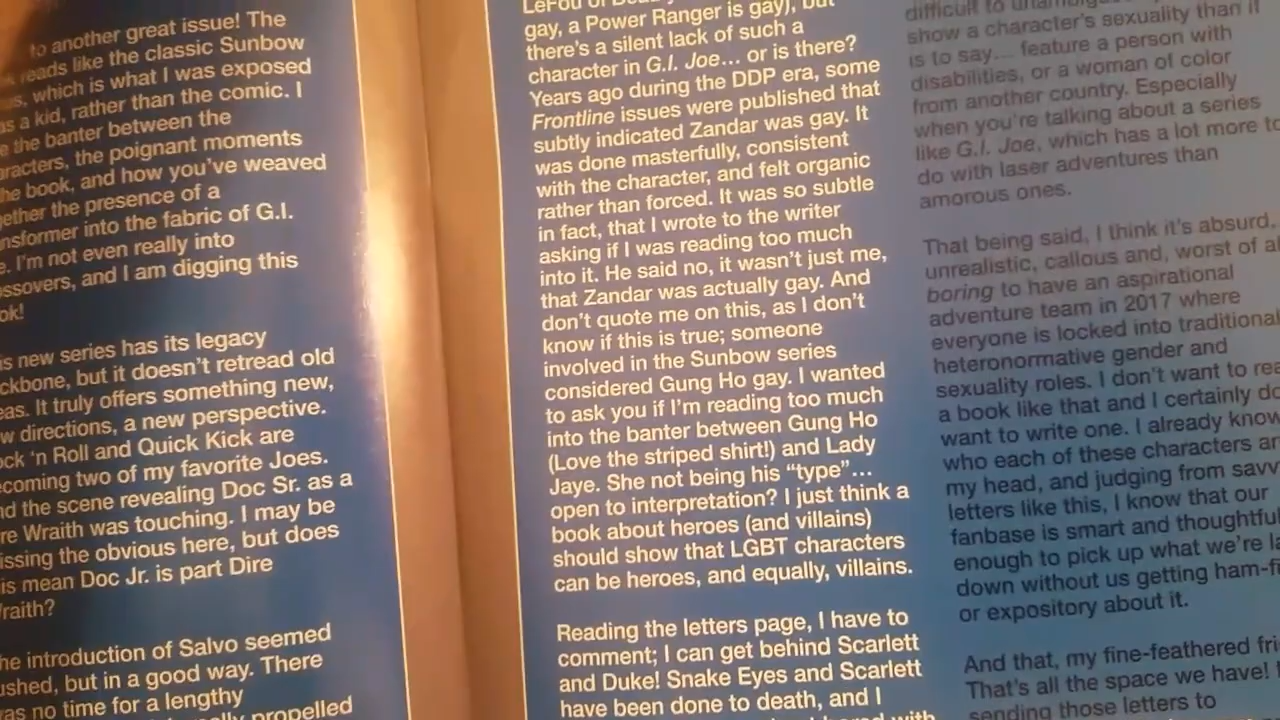 to another great issue! The
reads like the classic Sunbow
which is what I was exposed
as a kid, rather than the comic. I
the banter between the
the poignant moments
book, and how you've weaved
the presence of a
into the fabric of G.I.
I'm not even really into
and I am digging this
new series has its legacy
but it doesn't retread old
It truly offers something new,
directions, a new perspective.
'n Roll and Quick Kick are
two of my favorite Joes.
the scene revealing Doc Sr. as a
Wraith was touching. I may be
the obvious here, but does
mean Doc Jr. is part Dire
introduction of Salvo seemed
but in a good way. There
no time for a lengthy
propelled
LeFou or
gay, a Power Ranger is gay), but
there's a silent lack of such a
character in G.I. Joe... or is there?
Years ago during the DDP era, some
Frontline issues were published that
subtly indicated Zandar was gay. It
was done masterfully, consistent
with the character, and felt organic
rather than forced. It was so subtle
in fact, that I wrote to the writer
asking if I was reading too much
into it. He said no, it wasn't just me,
that Zandar was actually gay. And
don't quote me on this, as I don't
know if this is true; someone
involved in the Sunbow series
considered Gung Ho gay. I wanted
to ask you if I'm reading too much
into the banter between Gung Ho
(Love the striped shirt!) and Lady
Jaye. She not being his “type”...
open to interpretation? I just think a
book about heroes (and villains)
should show that LGBT characters
can be heroes, and equally, villains.
Reading the letters page, I have to
comment; I can get behind Scarlett
and Duke! Snake Eyes and Scarlett
have been done to death, and I
with
difficult to
show a character's sexuality than it
is to say... feature a person with
disabilities, or a woman of color
from another country. Especially
when you're talking about a series
like G.I. Joe, which has a lot more to
do with laser adventures than
amorous ones.
That being said, I think it's absurd,
unrealistic, callous and, worst of
boring to have an aspirational
adventure team in 2017 where
everyone is locked into traditional
heteronormative gender and
sexuality roles. I don't want to
a book like that and I certainly
want to write one. I already know
who each of these characters
my head, and judging from
letters like this, I know that our
fanbase is smart and thoughtful
enough to pick up what we're
down without us getting
or expository about it.
And that, my fine-feathered
That's all the space we have!
sending those letters to